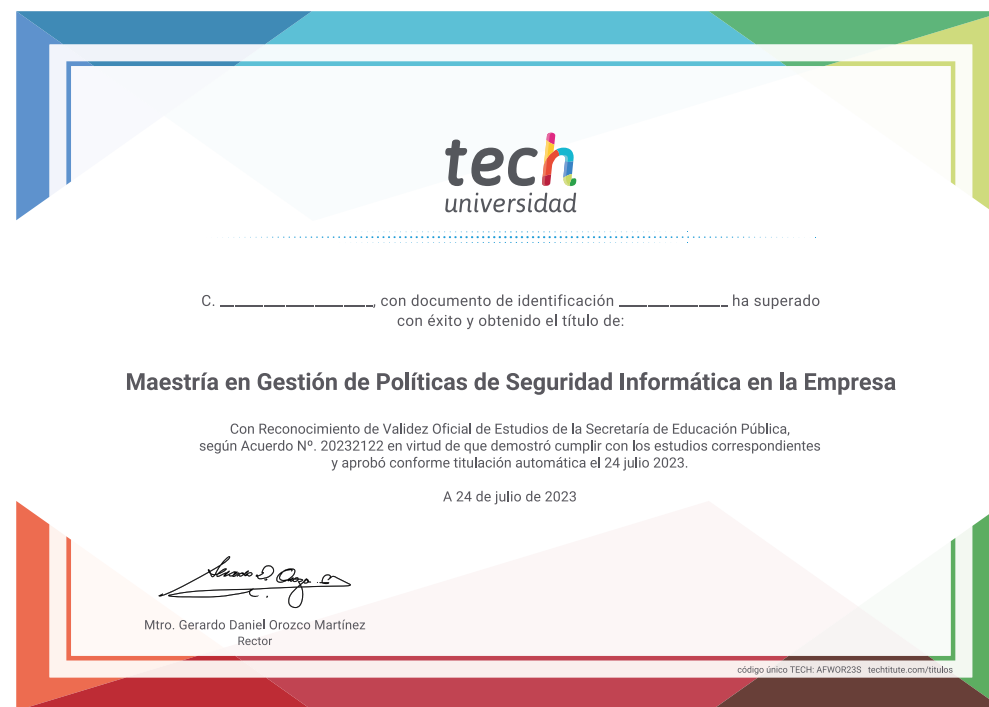 tech
universidad
C. ____________________, con documento de identificación ______________ ha superado
con éxito y obtenido el título de:
Maestría en Gestión de Políticas de Seguridad Informática en la Empresa
Con Reconocimiento de Validez Oficial de Estudios de la Secretaría de Educación Pública,
según Acuerdo Nº. 20232122 en virtud de que demostró cumplir con los estudios correspondientes
y aprobó conforme titulación automática el 24 julio 2023.
A 24 de julio de 2023
Mtro. Gerardo Daniel Orozco Martínez
Rector
código único TECH: AFWOR23S techtitute.com/titulos